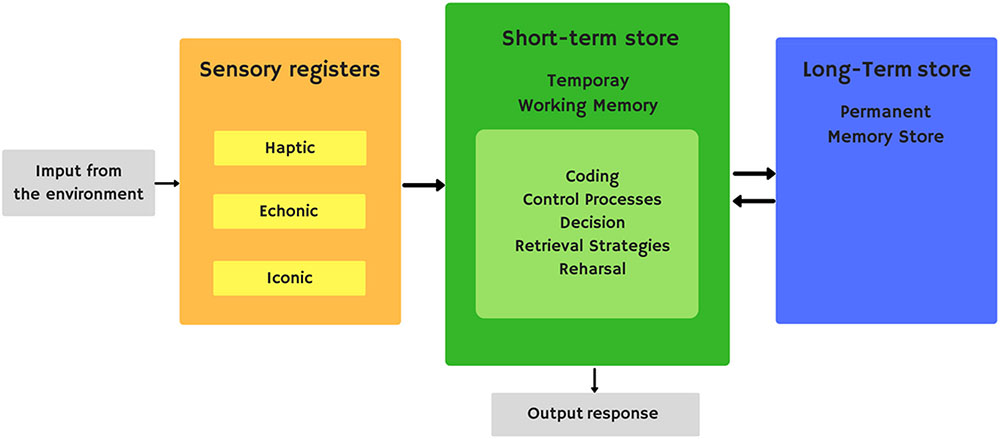 Imput from
the environment
Sensory registers
Haptic
Echonic
Iconic
Short-term store
Temporay
Working Memory
Coding
Control Processes
Decision
Retrieval Strategies
Reharsal
Output response
Long-Term store
Permanent
Memory Store